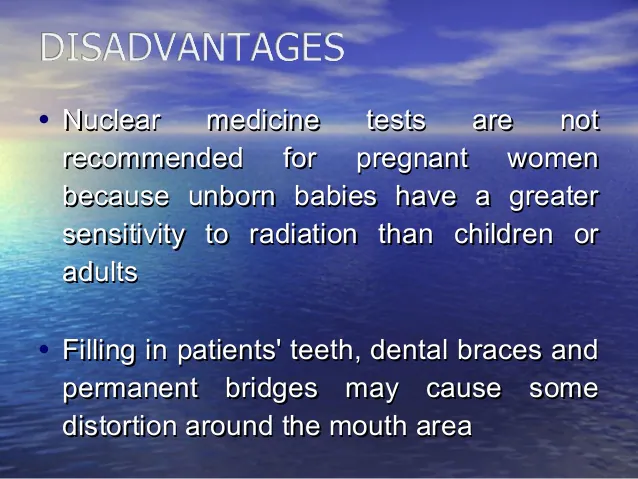 DISADVANTAGES
• Nuclear medicine tests are not
recommended for pregnant women
because unborn babies have a greater
sensitivity to radiation than children or
adults
• Filling in patients' teeth, dental braces and
permanent bridges may cause some
distortion around the mouth area